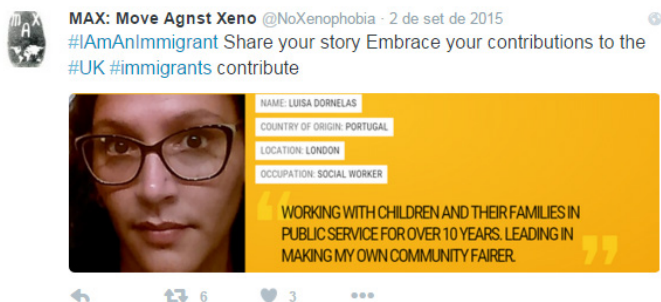 MAX: Move Agnst Xeno @NoXenophobia · 2 de set de 2015
#IAmAnImmigrant Share your story Embrace your contributions to the
#UK #immigrants contribute
MAX
NAME: LUISA DORNELAS
COUNTRY OF ORIGIN: PORTUGAL
LOCATION: LONDON
OCCUPATION: SOCIAL WORKER
“WORKING WITH CHILDREN AND THEIR FAMILIES IN
PUBLIC SERVICE FOR OVER 10 YEARS. LEADING IN
MAKING MY OWN COMMUNITY FAIRER.”
6 3